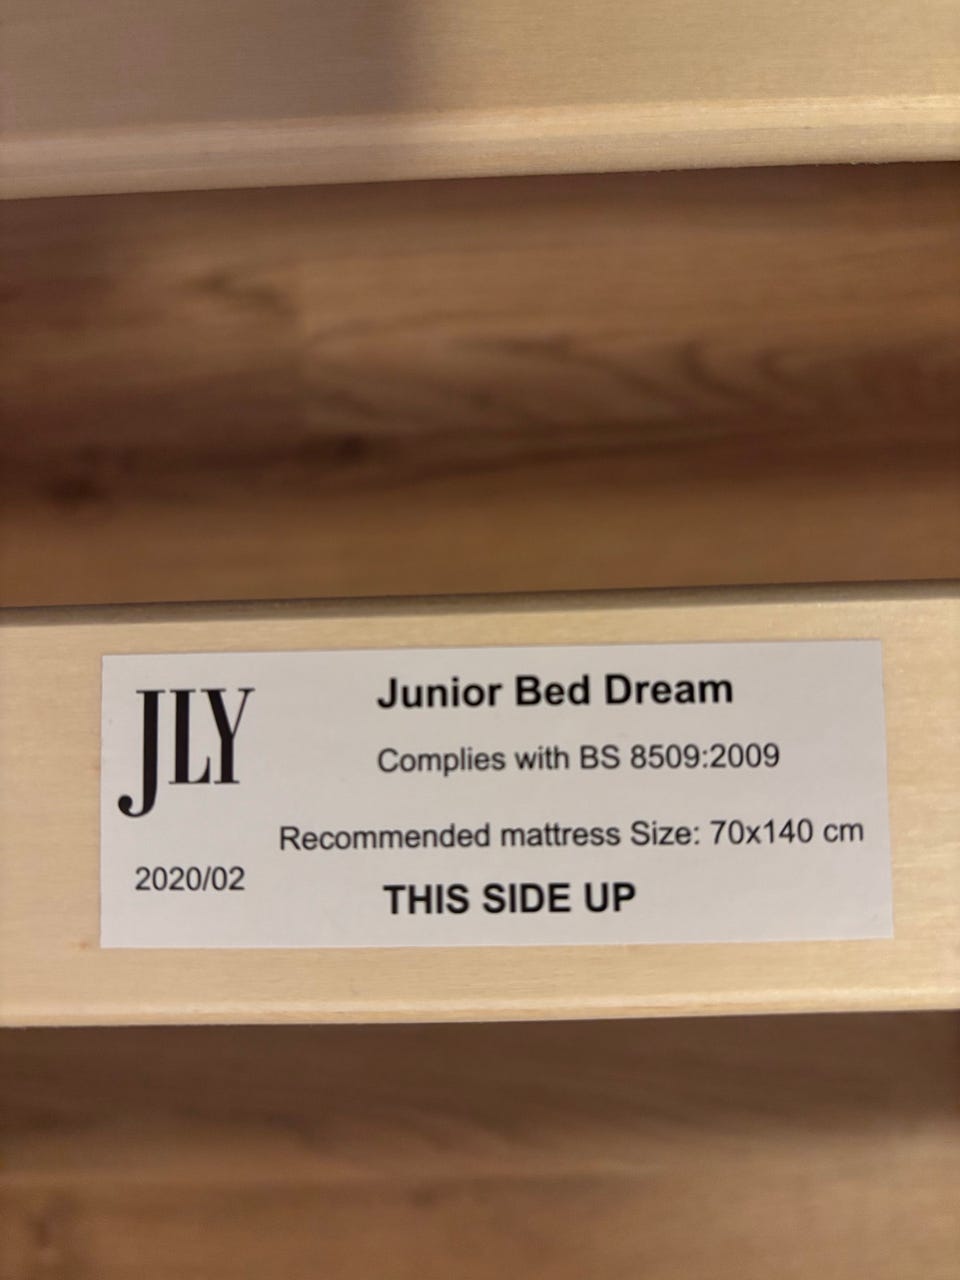 JLY
Junior Bed Dream
Complies with BS 8509:2009
Recommended mattress Size: 70x140 cm
2020/02
THIS SIDE UP